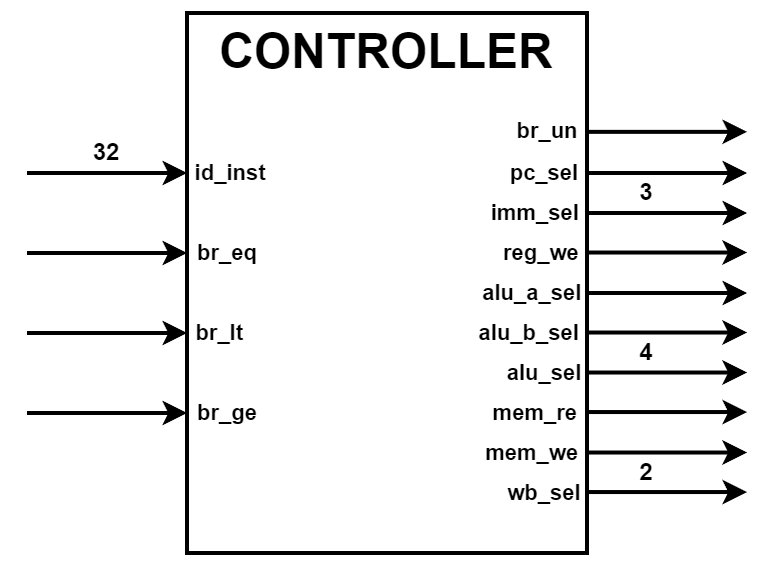 CONTROLLER
32
id_inst
br_eq
br_lt
br_ge
br_un
pc_sel
3
imm_sel
reg_we
alu_a_sel
alu_b_sel
4
alu_sel
mem_re
mem_we
2
wb_sel